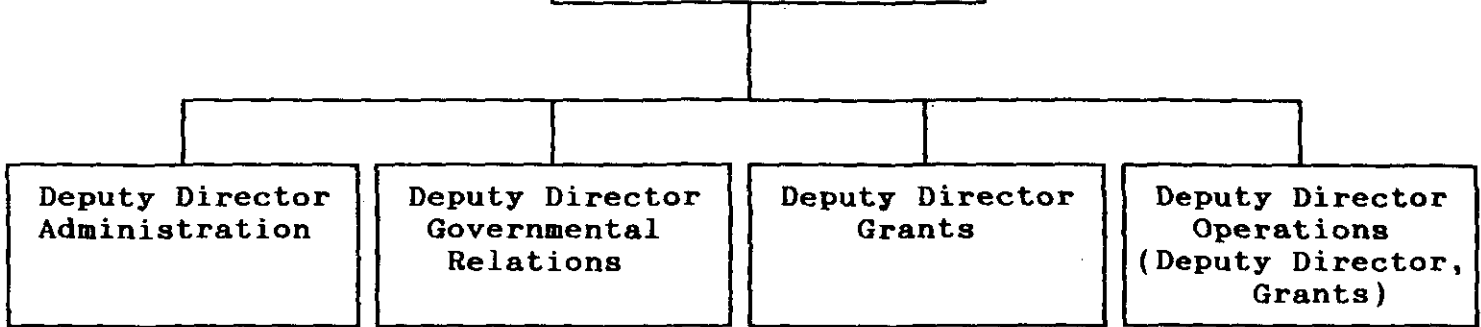 Deputy Director
Administration
Deputy Director
Governmental
Relations
Deputy Director
Grants
Deputy Director
Operations
(Deputy Director,
Grants)